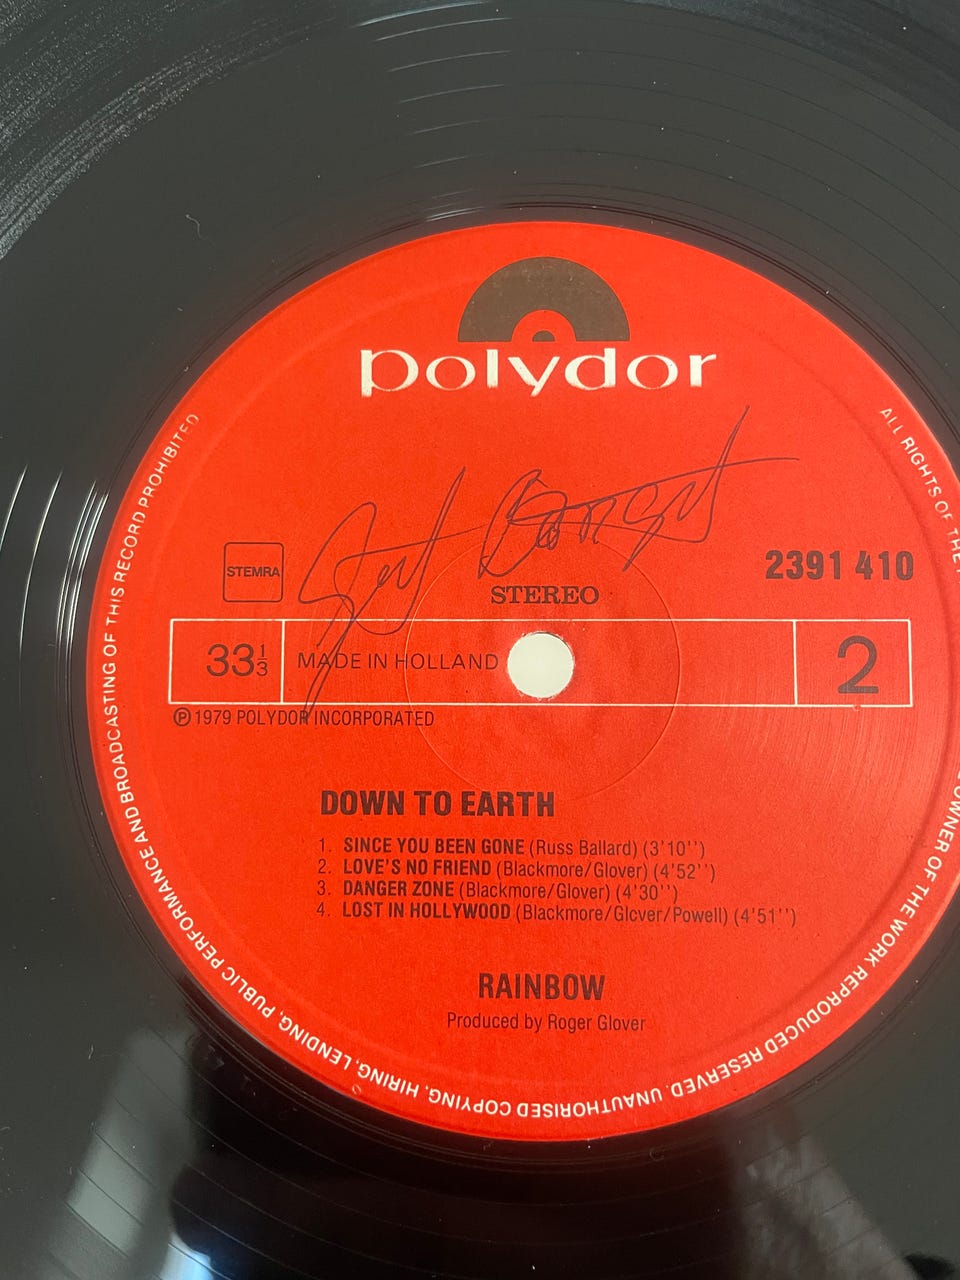 polydor
STEMRA
STEREO
2391 410
33 1/3
MADE IN HOLLAND
2
℗ 1979 POLYDOR INCORPORATED
DOWN TO EARTH
1. SINCE YOU BEEN GONE (Russ Ballard) (3'10'')
2. LOVE'S NO FRIEND (Blackmore/Glover) (4'52'')
3. DANGER ZONE (Blackmore/Glover) (4'30'')
4. LOST IN HOLLYWOOD (Blackmore/Glover/Powell) (4'51'')
RAINBOW
Produced by Roger Glover
ALL RIGHTS OF THE
OWNER OF THE WORK REPRODUCED RESERVED. UNAUTHORISED COPYING, HIRING, LENDING, PUBLIC PERFORMANCE AND BROADCASTING OF THIS RECORD PROHIBITED